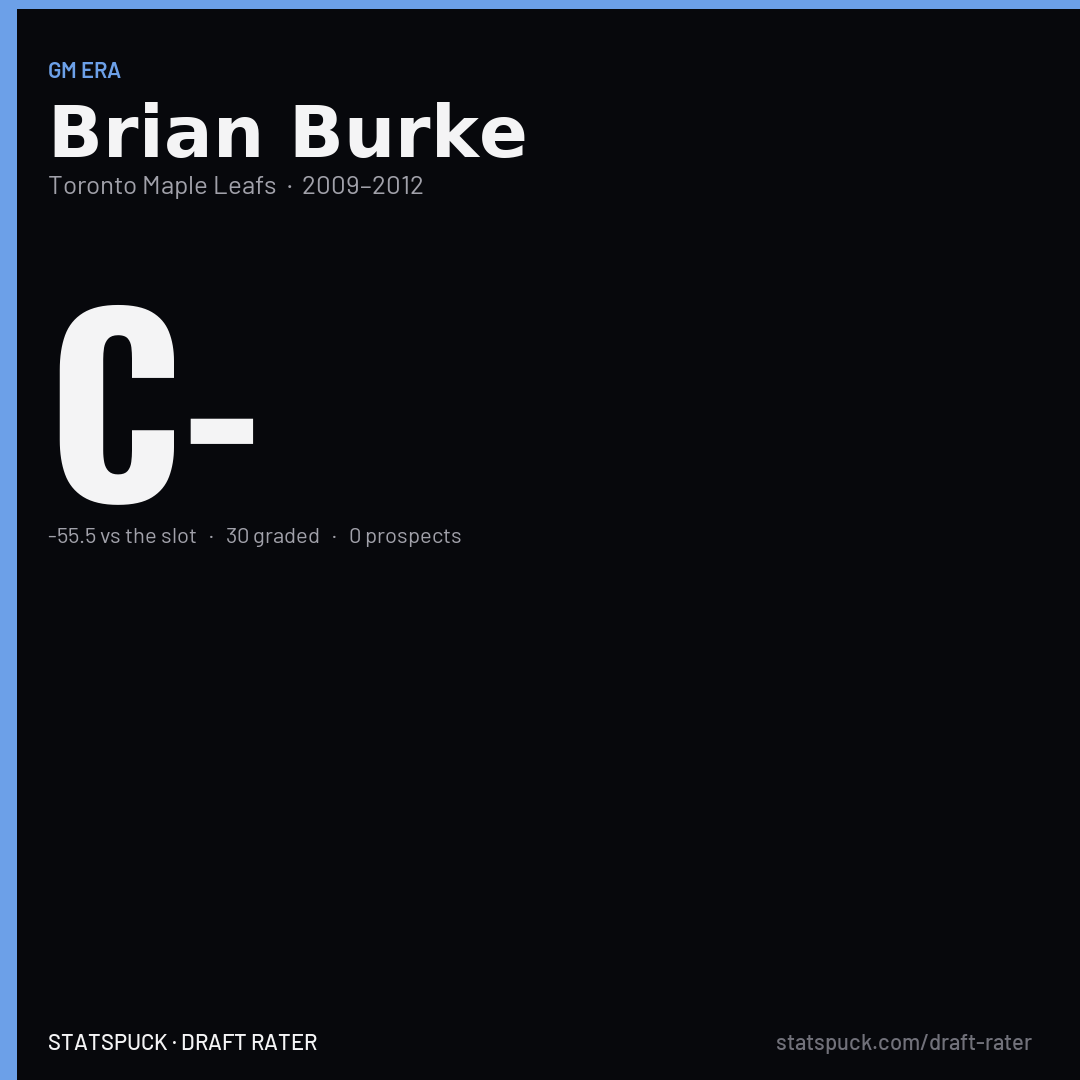 GM ERA
Brian Burke
Toronto Maple Leafs · 2009–2012
C-
-55.5 vs the slot · 30 graded · 0 prospects
STATSPUCK · DRAFT RATER
statspuck.com/draft-rater